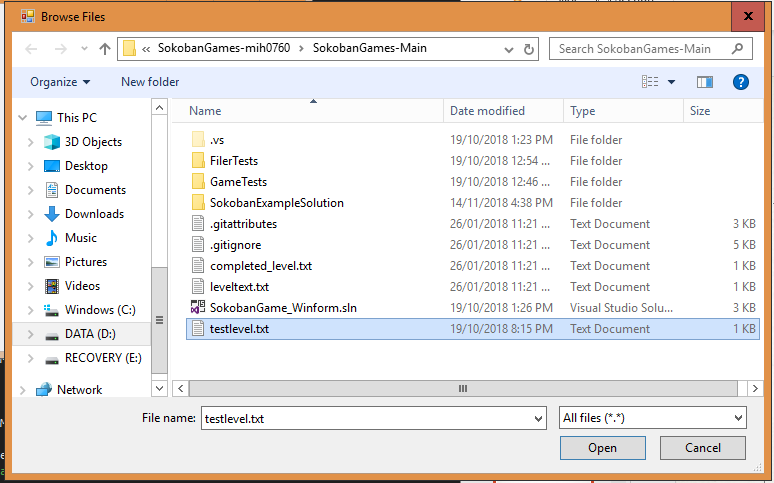 Browse Files
« SokobanGames-mih0760 > SokobanGames-Main
Search SokobanGames-Main
Organize New folder
Name Date modified Type Size
This PC
3D Objects
Desktop
Documents
Downloads
Music
Pictures
Videos
Windows (C:)
DATA (D:)
RECOVERY (E:)
Network
.vs 19/10/2018 1:23 PM File folder
FilerTests 19/10/2018 12:54 ... File folder
GameTests 19/10/2018 12:46 ... File folder
SokobanExampleSolution 14/11/2018 4:38 PM File folder
.gitattributes 26/01/2018 11:21 ... Text Document 3 KB
.gitignore 26/01/2018 11:21 ... Text Document 5 KB
completed_level.txt 26/01/2018 11:21 ... Text Document 1 KB
leveltext.txt 26/01/2018 11:21 ... Text Document 1 KB
SokobanGame_Winform.sln 19/10/2018 1:26 PM Visual Studio Solu... 3 KB
testlevel.txt 19/10/2018 8:15 PM Text Document 1 KB
File name: testlevel.txt All files (*.*)
Open Cancel